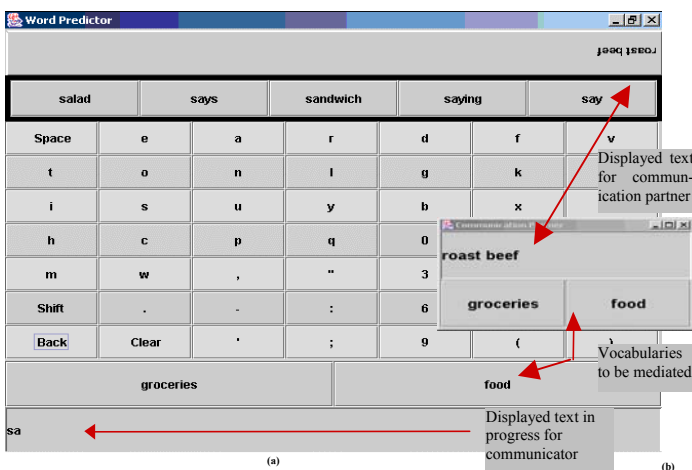 Word Predictor
roast beef
salad says sandwich saying say
Space e a r d f v
t o n l g k
i s u y b x
h c p q 0
m w , " 3
Shift . - : 6
Back Clear ' ; 9 ( )
groceries food
sa
Displayed text
for commun-
ication partner
roast beef
groceries food
Vocabularies
to be mediated
Displayed text in
progress for
communicator
(a)
(b)